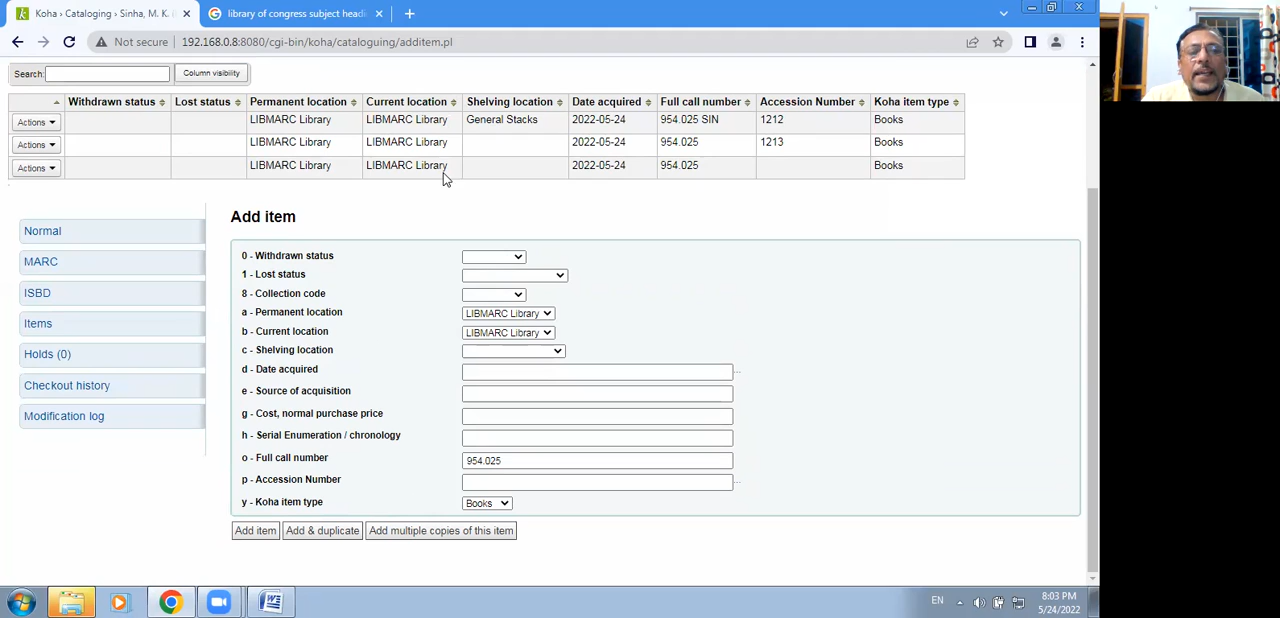 Koha › Cataloging › Sinha, M. K. (
library of congress subject headi
Not secure 192.168.0.8:8080/cgi-bin/koha/cataloguing/additem.pl
Search: Column visibility
Withdrawn status Lost status Permanent location Current location Shelving location Date acquired Full call number Accession Number Koha item type
Actions LIBMARC Library LIBMARC Library General Stacks 2022-05-24 954.025 SIN 1212 Books
Actions LIBMARC Library LIBMARC Library 2022-05-24 954.025 1213 Books
Actions LIBMARC Library LIBMARC Library 2022-05-24 954.025 Books
Normal
MARC
ISBD
Items
Holds (0)
Checkout history
Modification log
Add item
0 - Withdrawn status
1 - Lost status
8 - Collection code
a - Permanent location LIBMARC Library
b - Current location LIBMARC Library
c - Shelving location
d - Date acquired ...
e - Source of acquisition
g - Cost, normal purchase price
h - Serial Enumeration / chronology
o - Full call number 954.025
p - Accession Number ...
y - Koha item type Books
Add item Add & duplicate Add multiple copies of this item
EN 8:03 PM
5/24/2022